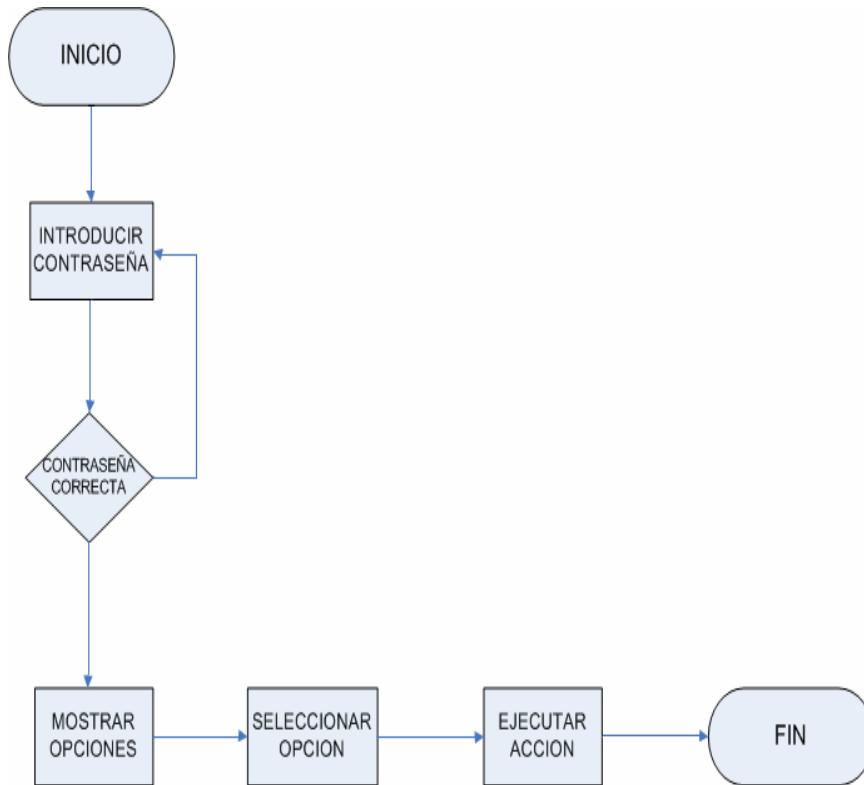 INICIO
INTRODUCIR
CONTRASEÑA
CONTRASEÑA
CORRECTA
MOSTRAR
OPCIONES
SELECCIONAR
OPCION
EJECUTAR
ACCION
FIN